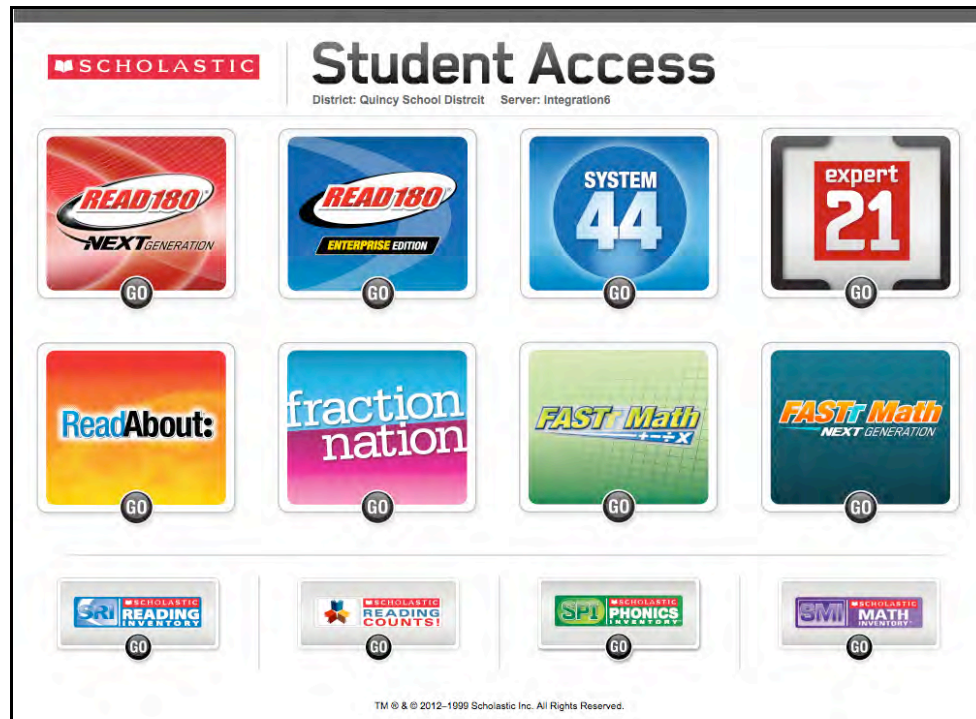 SCHOLASTIC
Student Access
District: Quincy School Distrcit Server: Integration6
READ 180®
NEXT GENERATION
GO
READ 180®
ENTERPRISE EDITION
GO
SYSTEM
44
GO
expert
21
GO
ReadAbout:
GO
fraction
nation
GO
FASTT Math
+−÷x
GO
FASTT Math
NEXT GENERATION
GO
SRI
SCHOLASTIC
READING
INVENTORY
GO
SCHOLASTIC
READING
COUNTS!
GO
SPI
SCHOLASTIC
PHONICS
INVENTORY
GO
SMI
SCHOLASTIC
MATH
INVENTORY
GO
TM ® & © 2012–1999 Scholastic Inc. All Rights Reserved.